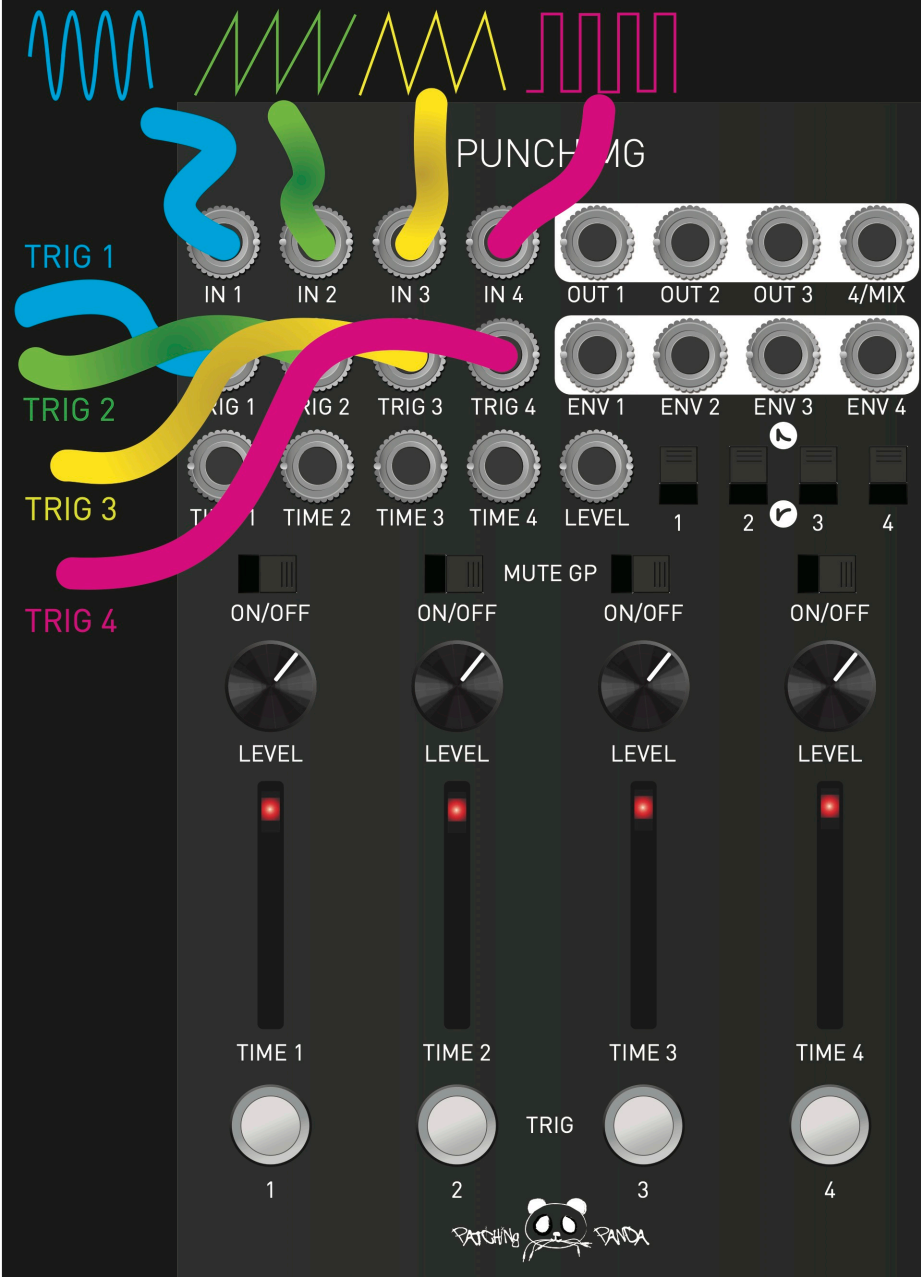 PUNCH MG
IN 1 IN 2 IN 3 IN 4 OUT 1 OUT 2 OUT 3 4/MIX
TRIG 1
TRIG 2 TRIG 3 TRIG 4 ENV 1 ENV 2 ENV 3 ENV 4
TRIG 2
TRIG 3
TIME 2 TIME 3 TIME 4 LEVEL 1 2 3 4
MUTE GP
ON/OFF ON/OFF ON/OFF ON/OFF
TRIG 4
LEVEL LEVEL LEVEL LEVEL
TIME 1 TIME 2 TIME 3 TIME 4
TRIG
1 2 3 4
PATCHING PANDA